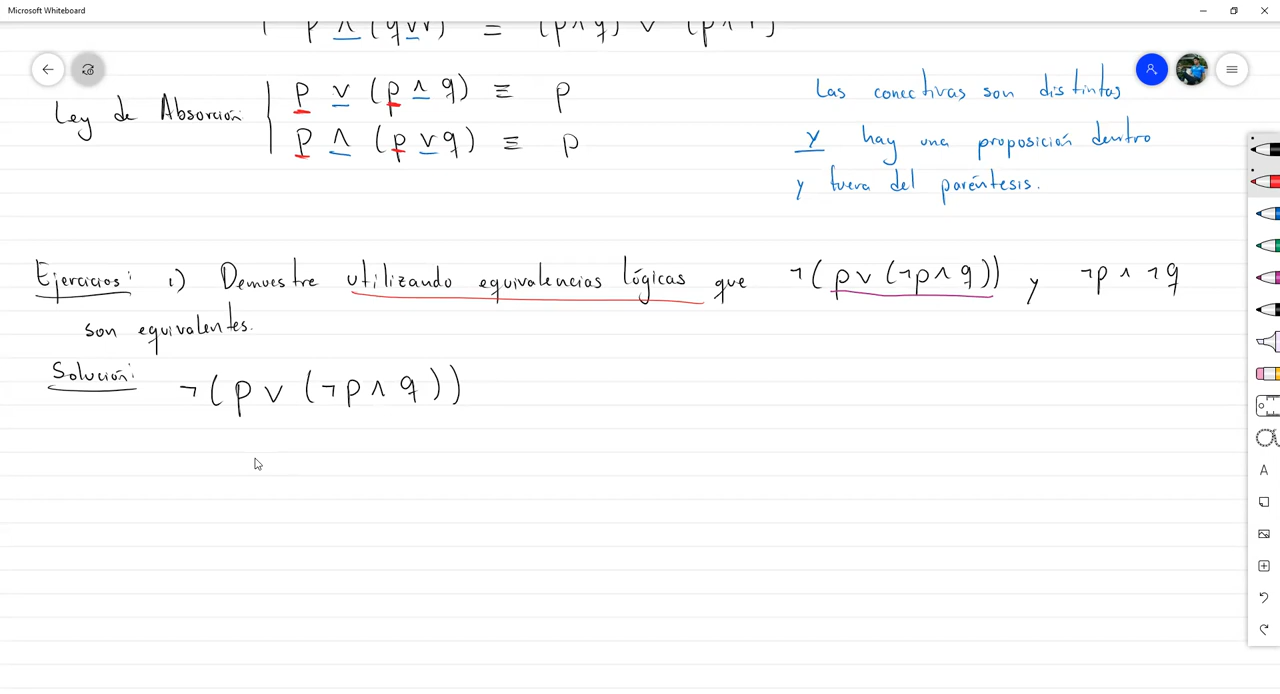 Microsoft Whiteboard
p ∧ (q ∨ r) ≡ (p ∧ q) ∨ (p ∧ r)
Ley de Absorción
p ∨ (p ∧ q) ≡ p
p ∧ (p ∨ q) ≡ p
Las conectivas son distintas
y hay una proposición dentro
y fuera del paréntesis.
Ejercicios: 1) Demuestre utilizando equivalencias lógicas que ¬(p ∨ (¬p ∧ q)) y ¬p ∧ ¬q
son equivalentes.
Solución: ¬(p ∨ (¬p ∧ q))
A